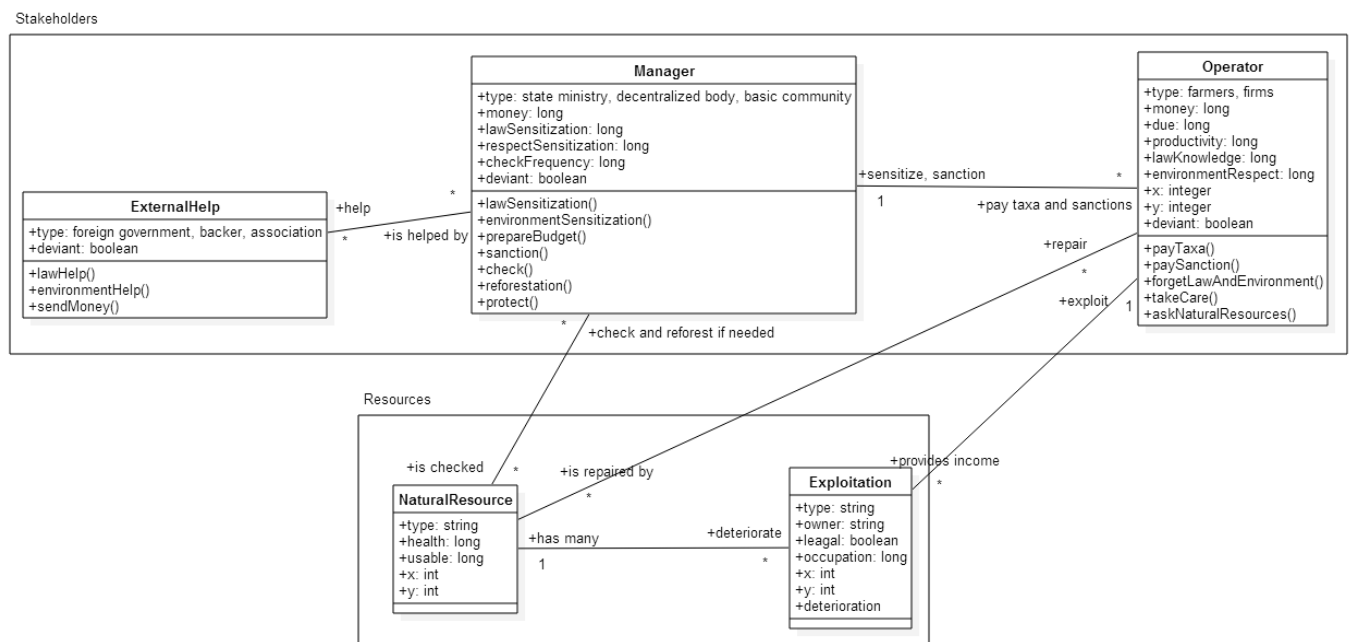 Stakeholders
Manager
+type: state ministry, decentralized body, basic community
+money: long
+lawSensitization: long
+respectSensitization: long
+checkFrequency: long
+deviant: boolean
+lawSensitization()
+environmentSensitization()
+prepareBudget()
+sanction()
+check()
+reforestation()
+protect()
Operator
+type: farmers, firms
+money: long
+due: long
+productivity: long
+lawKnowledge: long
+environmentRespect: long
+x: integer
+y: integer
+deviant: boolean
+payTaxa()
+paySanction()
+forgetLawAndEnvironment()
+takeCare()
+askNaturalResources()
ExternalHelp
+type: foreign government, backer, association
+deviant: boolean
+lawHelp()
+environmentHelp()
+sendMoney()
+help
*
+is helped by
*
+sensitize, sanction
1
*
+pay taxa and sanctions
+repair
*
+exploit
1
*
+check and reforest if needed
Resources
+is checked
*
+is repaired by
*
+provides income
*
NaturalResource
+type: string
+health: long
+usable: long
+x: int
+y: int
+has many
1
+deteriorate
*
Exploitation
+type: string
+owner: string
+leagal: boolean
+occupation: long
+x: int
+y: int
+deterioration